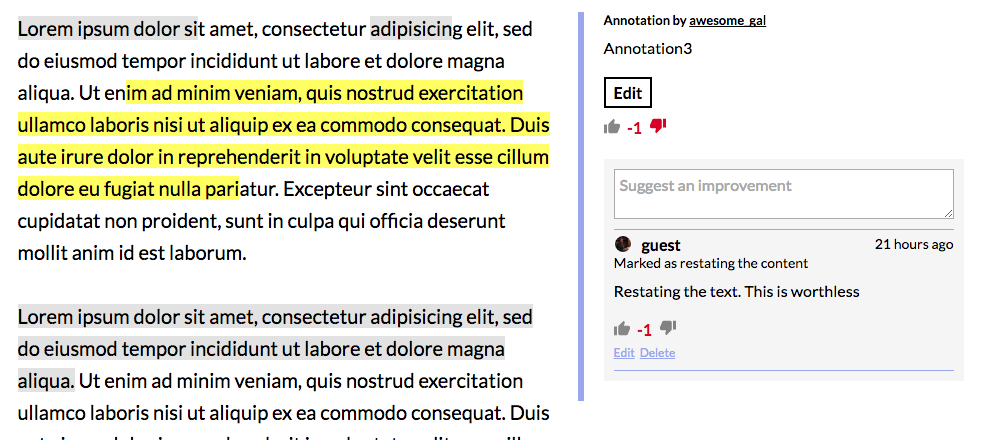 Lorem ipsum dolor sit amet, consectetur adipisicing elit, sed
do eiusmod tempor incididunt ut labore et dolore magna
aliqua. Ut enim ad minim veniam, quis nostrud exercitation
ullamco laboris nisi ut aliquip ex ea commodo consequat. Duis
aute irure dolor in reprehenderit in voluptate velit esse cillum
dolore eu fugiat nulla pariatur. Excepteur sint occaecat
cupidatat non proident, sunt in culpa qui officia deserunt
mollit anim id est laborum.
Lorem ipsum dolor sit amet, consectetur adipisicing elit, sed
do eiusmod tempor incididunt ut labore et dolore magna
aliqua. Ut enim ad minim veniam, quis nostrud exercitation
ullamco laboris nisi ut aliquip ex ea commodo consequat. Duis
Annotation by awesome_gal
Annotation3
Edit
-1
Suggest an improvement
guest 21 hours ago
Marked as restating the content
Restating the text. This is worthless
-1
Edit Delete